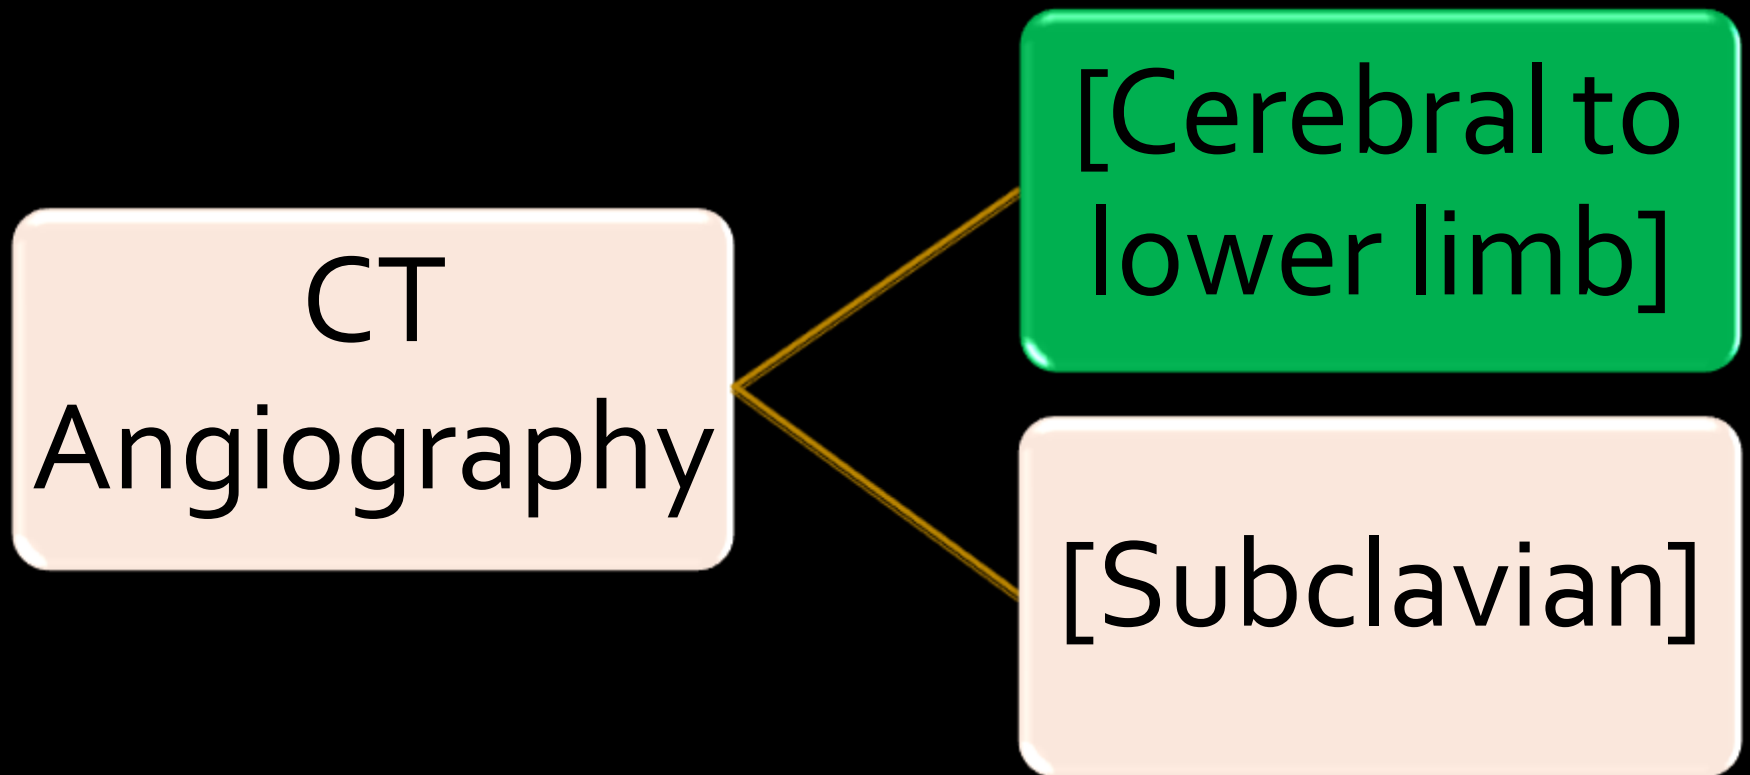 CT
Angiography
[Cerebral to
lower limb]
[Subclavian]